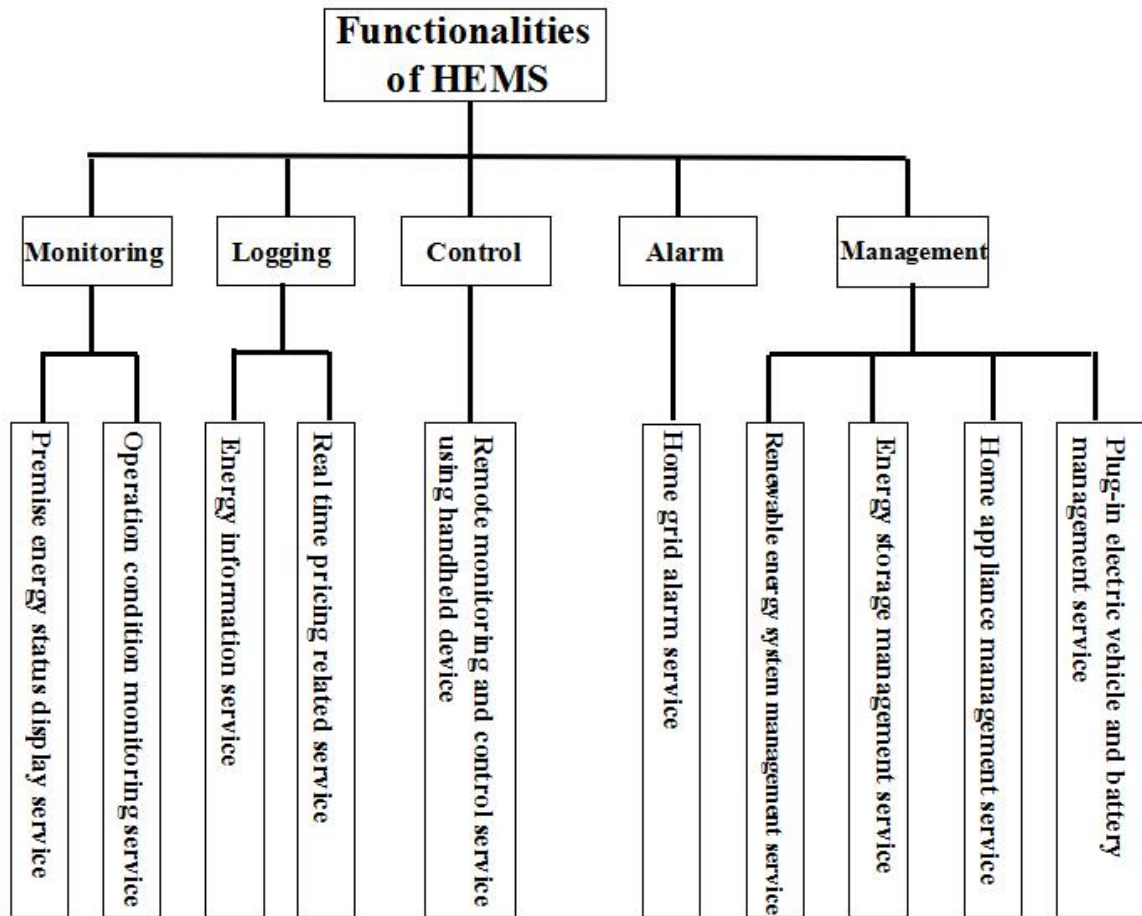 Functionalities
of HEMS
Monitoring
Logging
Control
Alarm
Management
Premise energy status display service
Operation condition monitoring service
Energy information service
Real time pricing related service
Remote monitoring and control service
using handheld device
Home grid alarm service
Renewable energy system management service
Energy storage management service
Home appliance management service
Plug-in electric vehicle and battery
management service